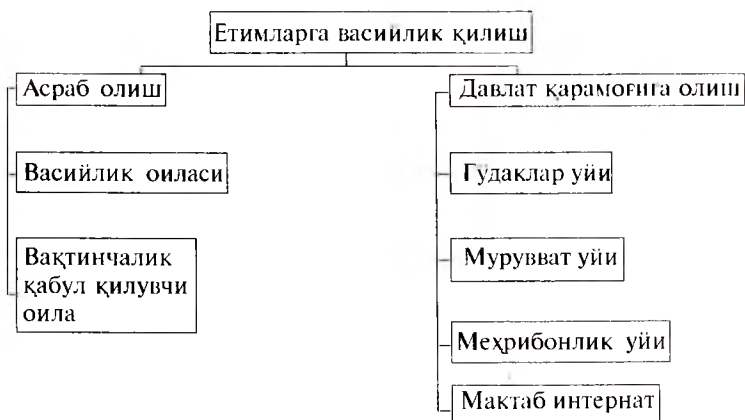 Етимларга васийлик қилиш
Асраб олиш
Васийлик оиласи
Вақтинчалик
қабул қилувчи
оила
Давлат қарамоғига олиш
Гўдаклар уйи
Мурувват уйи
Меҳрибонлик уйи
Мактаб интернат